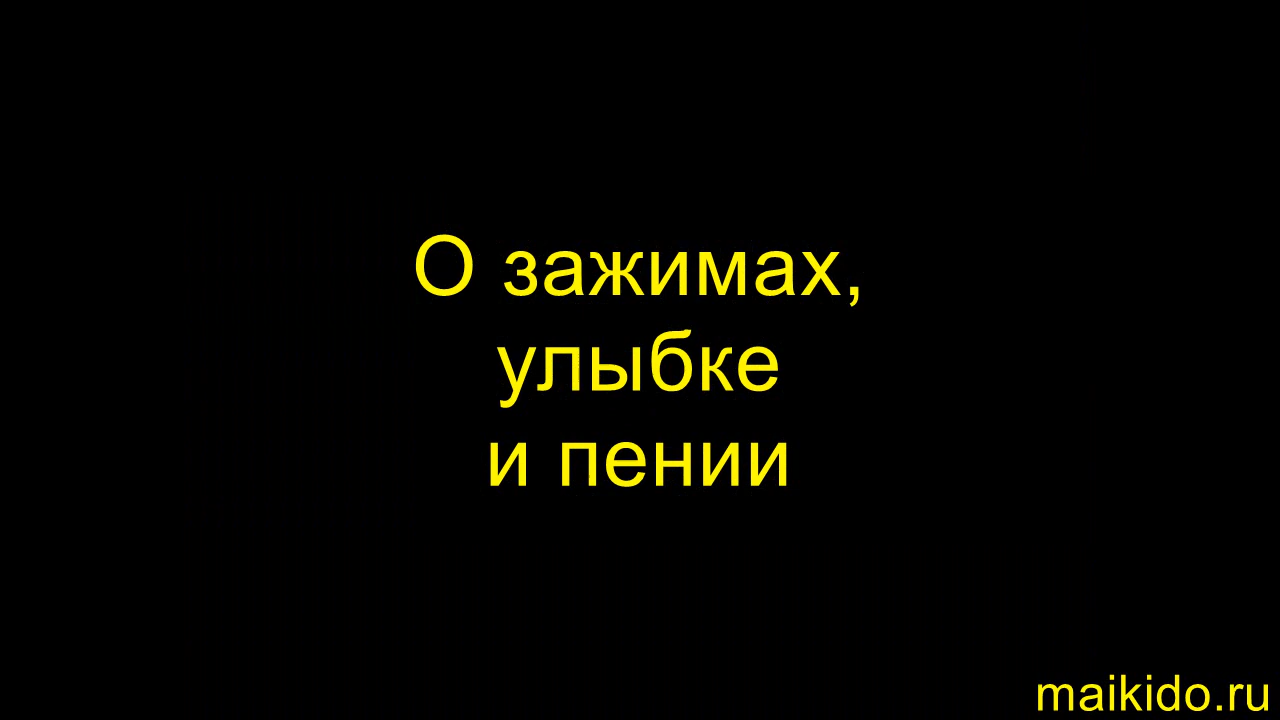 О зажимах,
улыбке
и пении
maikido.ru